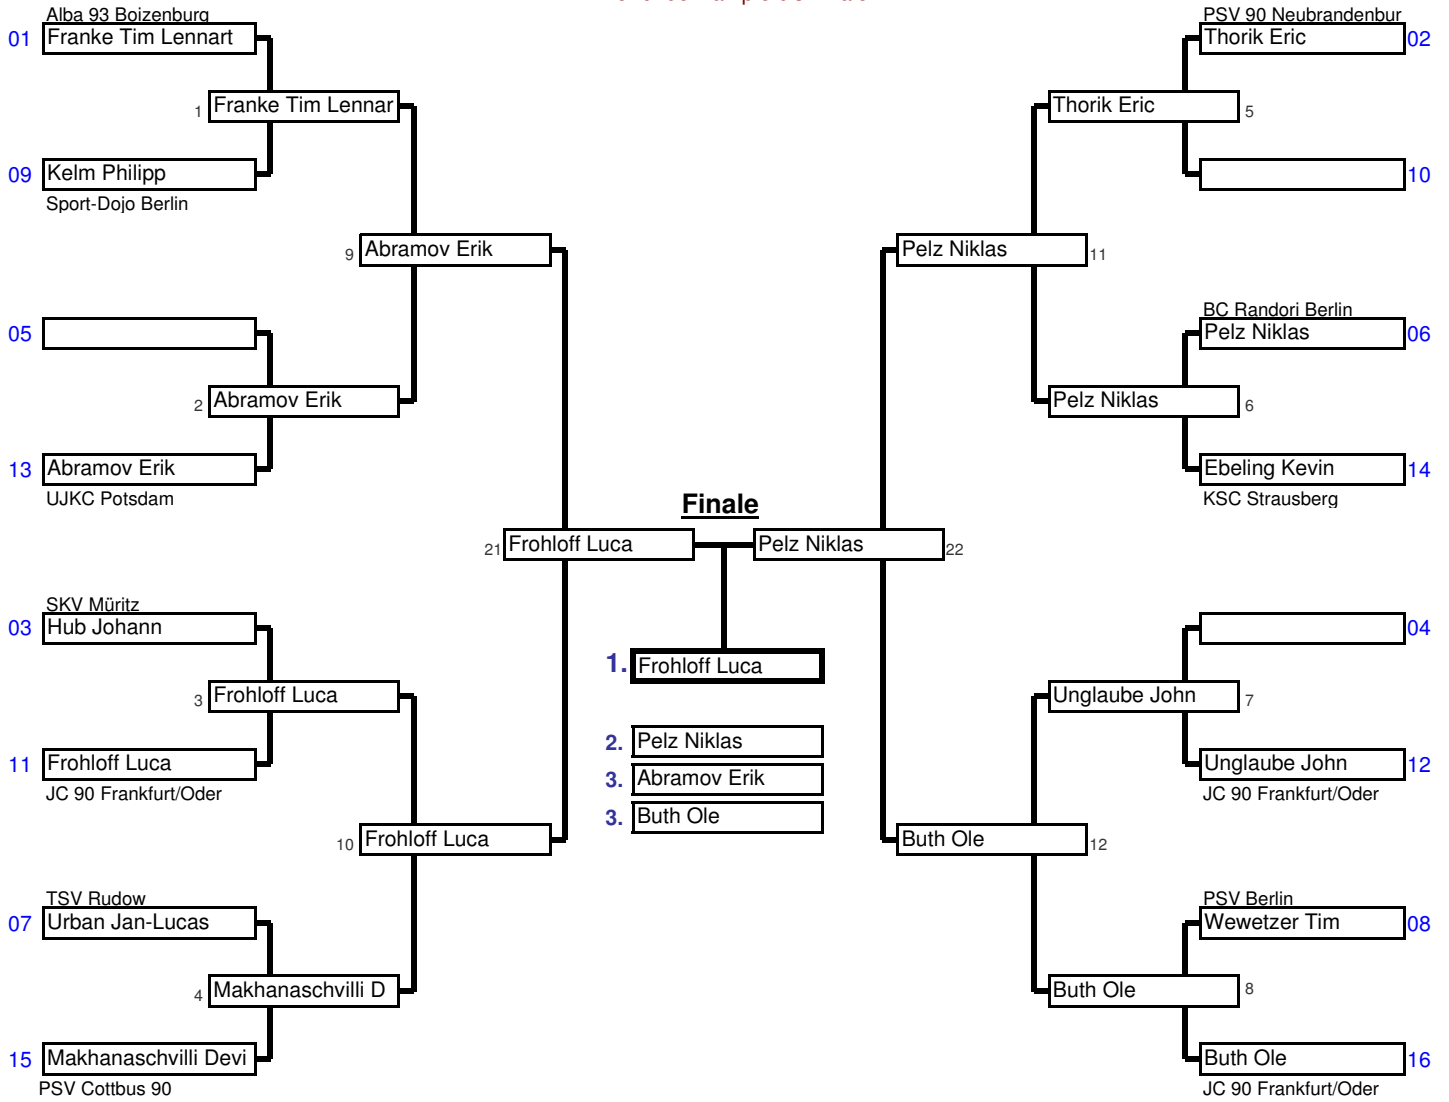 Alba 93 Boizenburg
01 Franke Tim Lennart
1 Franke Tim Lennar
09 Kelm Philipp
Sport-Dojo Berlin
9 Abramov Erik
05
2 Abramov Erik
13 Abramov Erik
UJKC Potsdam
21 Frohloff Luca
SKV Müritz
03 Hub Johann
3 Frohloff Luca
11 Frohloff Luca
JC 90 Frankfurt/Oder
10 Frohloff Luca
TSV Rudow
07 Urban Jan-Lucas
4 Makhanaschvilli D
15 Makhanaschvilli Devi
PSV Cottbus 90
Finale
1. Frohloff Luca
2. Pelz Niklas
3. Abramov Erik
3. Buth Ole
PSV 90 Neubrandenbur
Thorik Eric 02
Thorik Eric 5
10
Pelz Niklas 11
BC Randori Berlin
Pelz Niklas 06
Pelz Niklas 6
Ebeling Kevin 14
KSC Strausberg
Pelz Niklas 22
04
Unglaube John 7
Unglaube John 12
JC 90 Frankfurt/Oder
Buth Ole 12
PSV Berlin
Wewetzer Tim 08
Buth Ole 8
Buth Ole 16
JC 90 Frankfurt/Oder